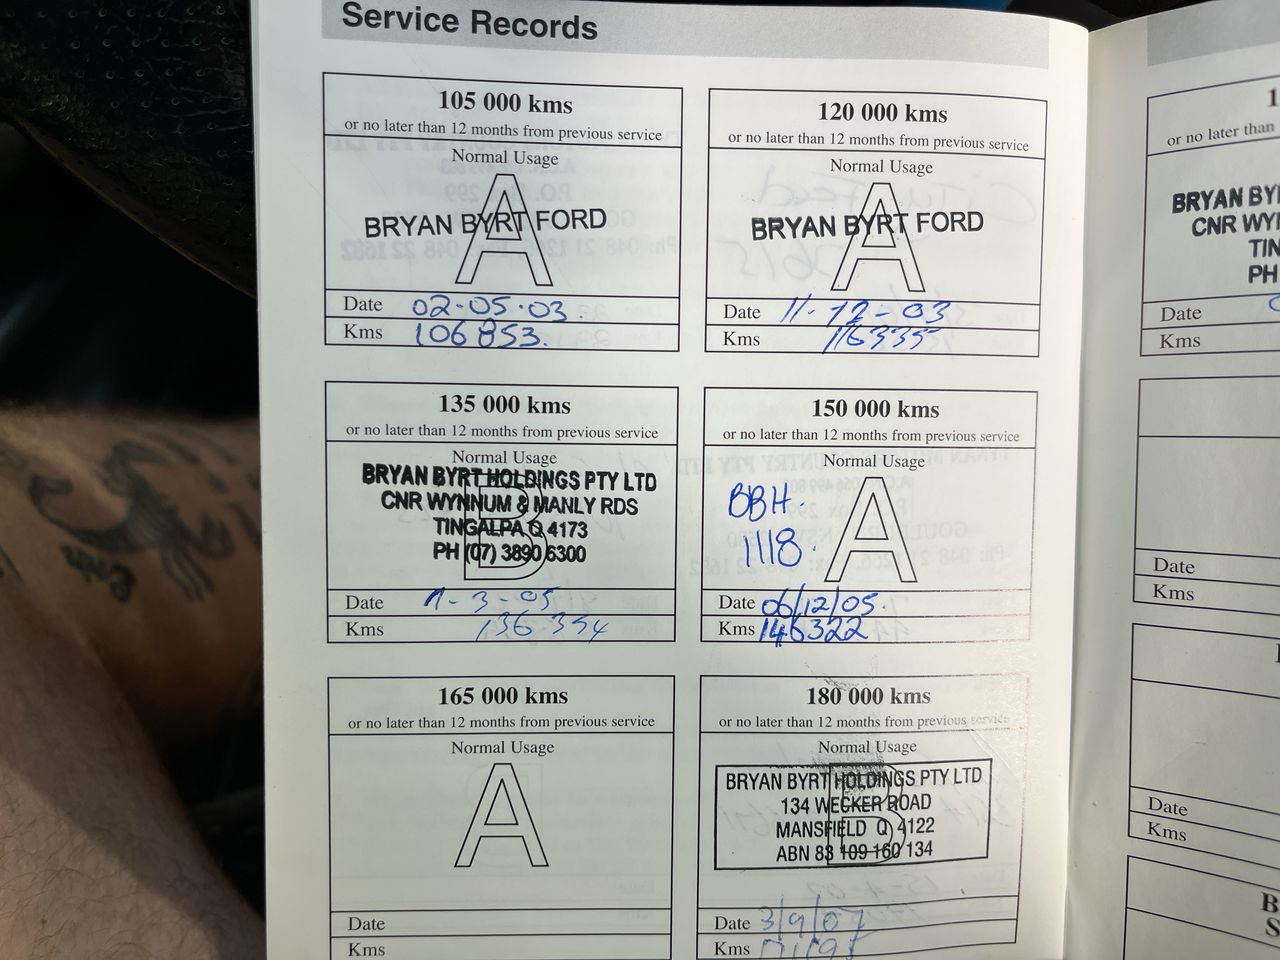 Service Records
105 000 kms
or no later than 12 months from previous service
Normal Usage
A
BRYAN BYRT FORD
Date 02-05-03.
Kms 106853.
120 000 kms
or no later than 12 months from previous service
Normal Usage
A
BRYAN BYRT FORD
Date 11-12-03
Kms 116335
135 000 kms
or no later than 12 months from previous service
Normal Usage
B
BRYAN BYRT HOLDINGS PTY LTD
CNR WYNNUM & MANLY RDS
TINGALPA Q 4173
PH (07) 3890 6300
Date
Kms 136354
150 000 kms
or no later than 12 months from previous service
Normal Usage
A
BBH.
1118.
Date 06/12/05.
Kms 146322
165 000 kms
or no later than 12 months from previous service
Normal Usage
A
Date
Kms
180 000 kms
or no later than 12 months from previous service
Normal Usage
B
BRYAN BYRT HOLDINGS PTY LTD
134 WECKER ROAD
MANSFIELD Q 4122
ABN 83 109 160 134
Date 3/9/07
Kms
or no later than
BRYAN BY
CNR WY
TIN
PH
Date
Kms
Date
Kms
Date
Kms
B
S